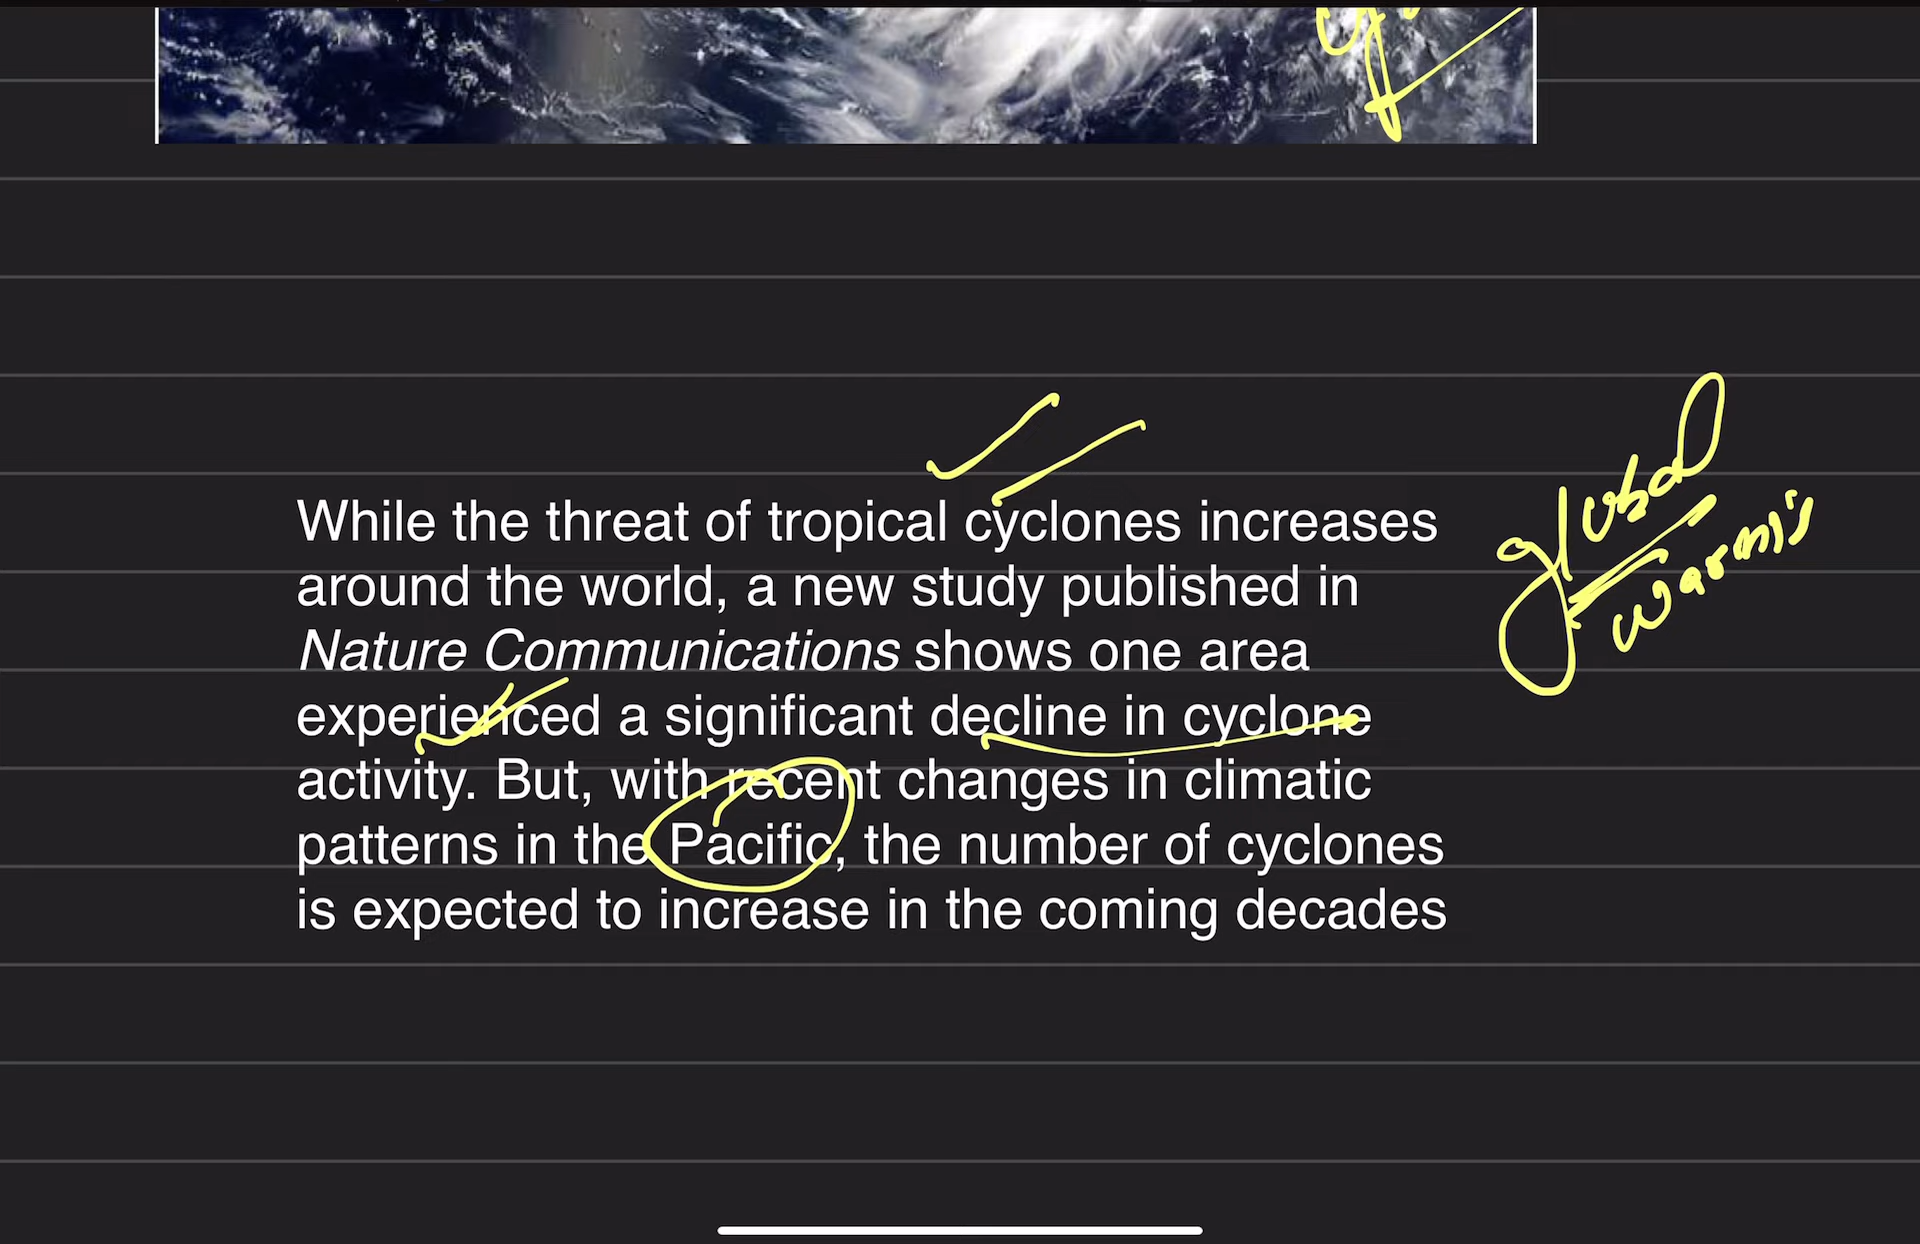 While the threat of tropical cyclones increases
around the world, a new study published in
Nature Communications shows one area
experienced a significant decline in cyclone
activity. But, with recent changes in climatic
patterns in the Pacific, the number of cyclones
is expected to increase in the coming decades
global